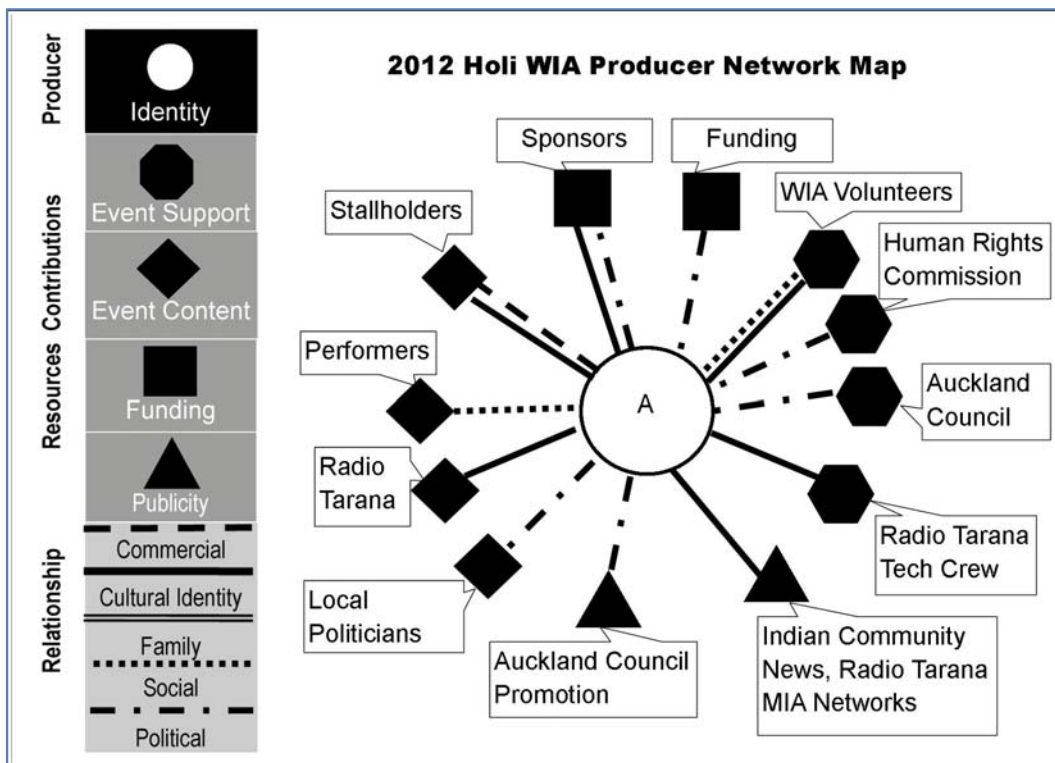 Producer
Identity
Resources Contributions
Event Support
Event Content
Funding
Publicity
Relationship
Commercial
Cultural Identity
Family
Social
Political
2012 Holi WIA Producer Network Map
Sponsors
Funding
WIA Volunteers
Stallholders
Human Rights
Commission
Performers
A
Auckland
Council
Radio
Tarana
Radio Tarana
Tech Crew
Local
Politicians
Auckland Council
Promotion
Indian Community
News, Radio Tarana
MIA Networks